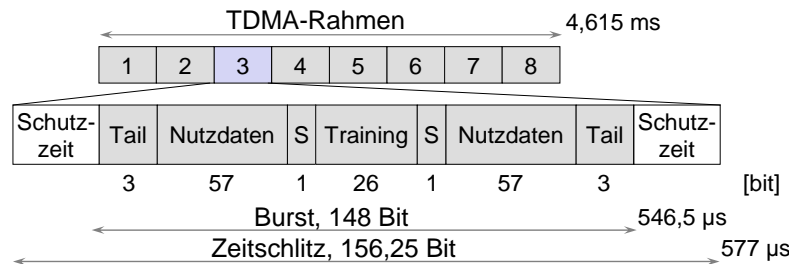 TDMA-Rahmen 4,615 ms
1 2 3 4 5 6 7 8
Schutz-
zeit Tail Nutzdaten S Training S Nutzdaten Tail Schutz-
zeit
3 57 1 26 1 57 3 [bit]
Burst, 148 Bit 546,5 µs
Zeitschlitz, 156,25 Bit 577 µs